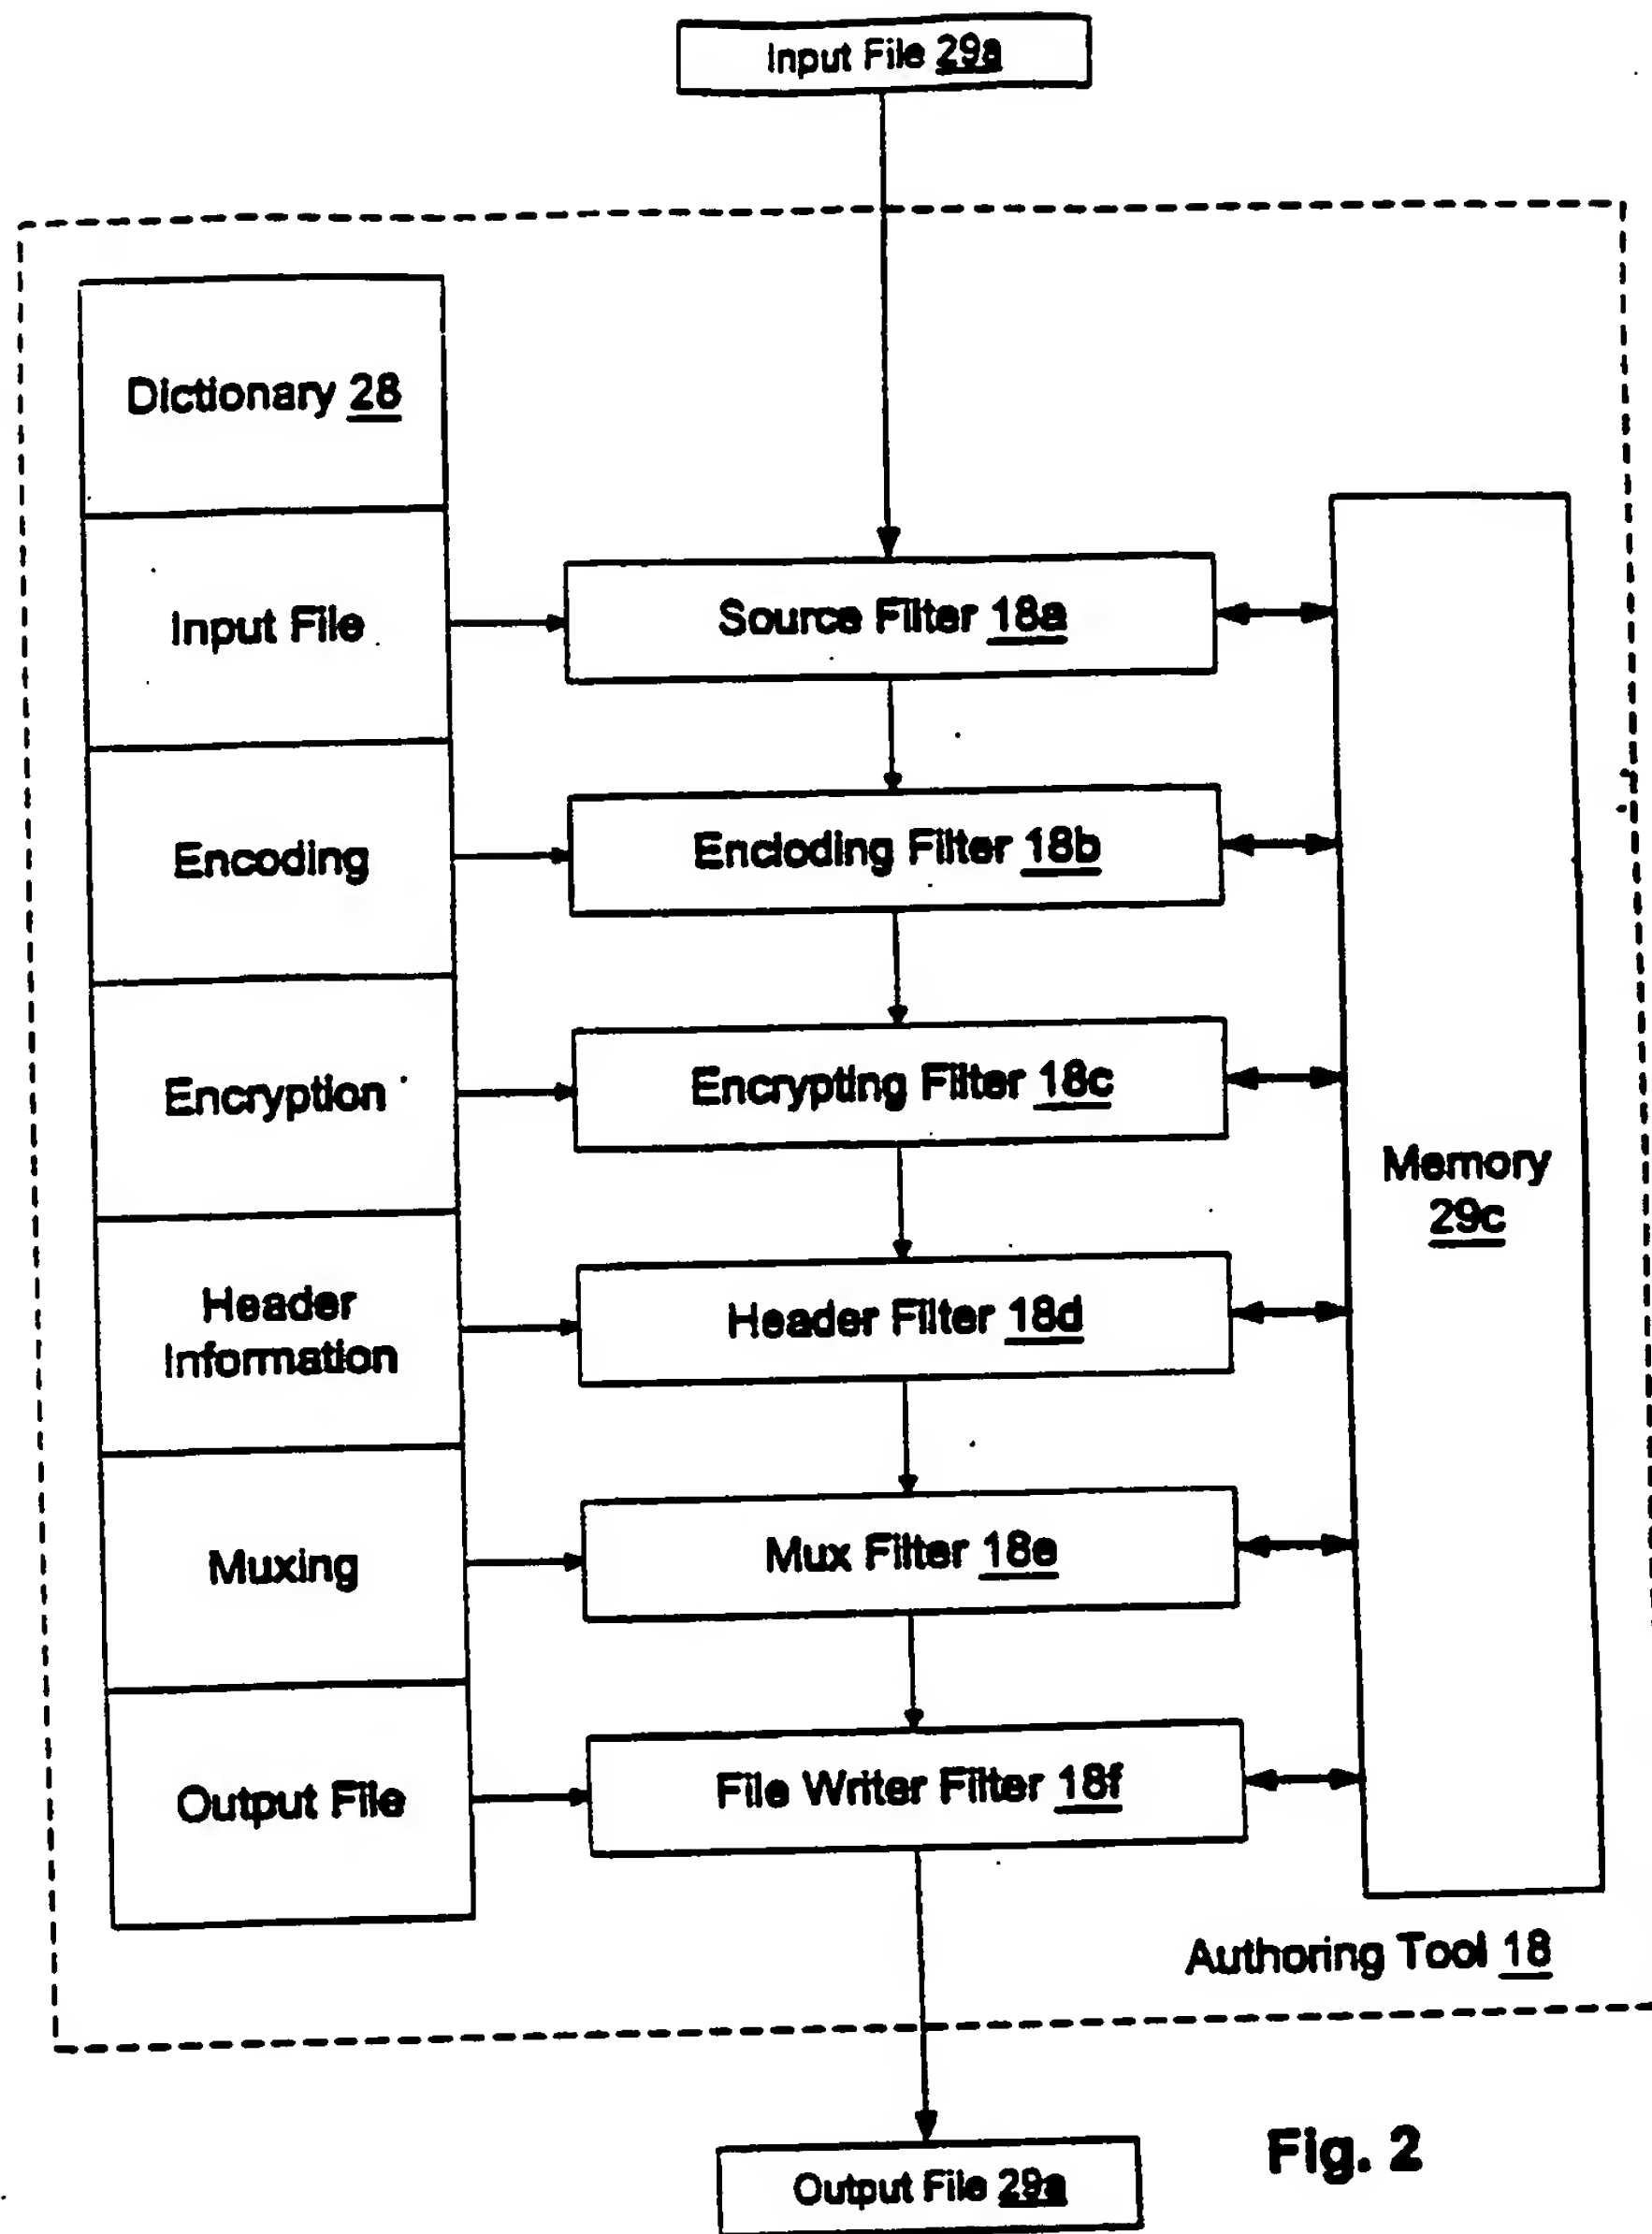 Input File 29a
Dictionary 28
Input File
Source Filter 18a
Encoding
Encloding Filter 18b
Encryption
Encrypting Filter 18c
Memory
29c
Header
Information
Header Filter 18d
Muxing
Mux Filter 18e
Output File
File Writer Filter 18f
Authoring Tool 18
Output File 29a
Fig. 2